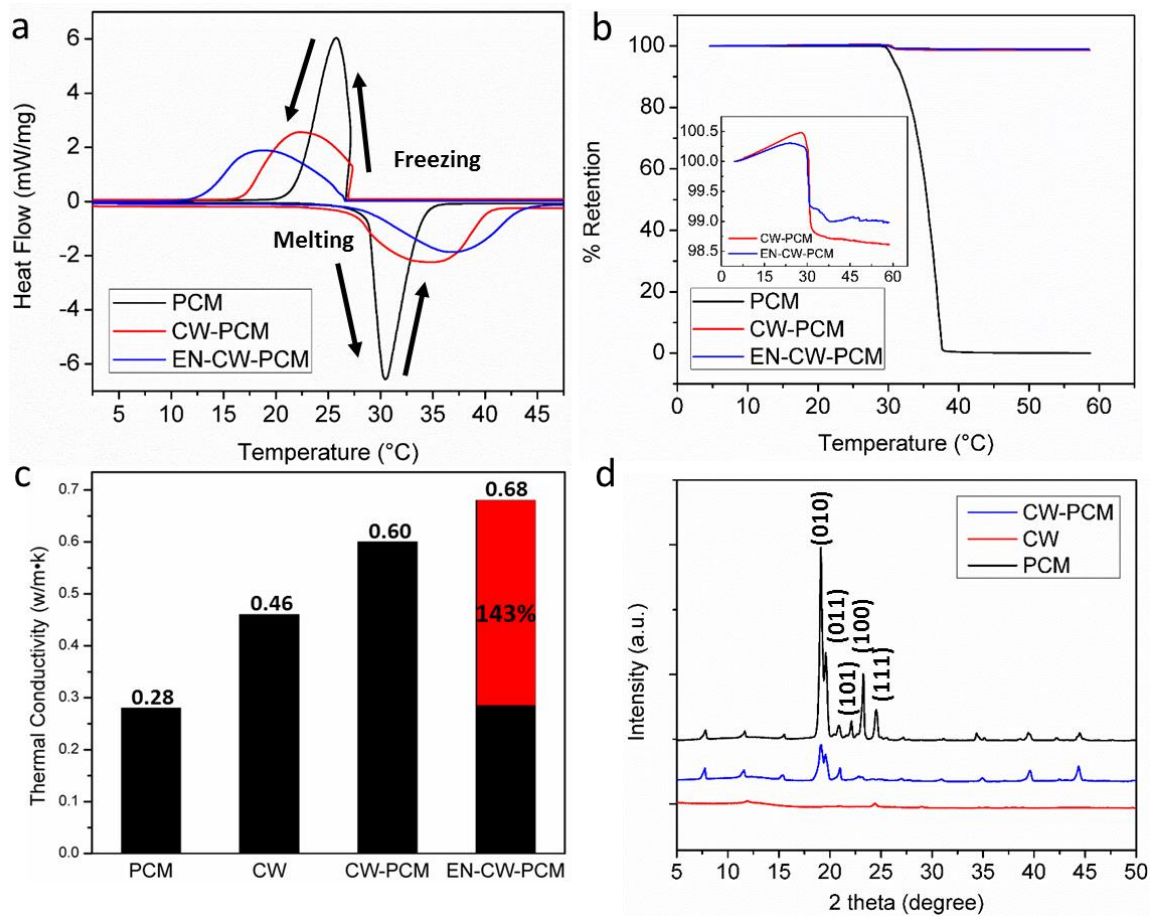 a
6
4
2
0
-2
-4
-6
Heat Flow (mW/mg)
Freezing
Melting
PCM
CW-PCM
EN-CW-PCM
5 10 15 20 25 30 35 40 45
Temperature (°C)
b
100
80
60
40
20
0
% Retention
100.5
100.0
99.5
99.0
98.5
CW-PCM
EN-CW-PCM
0 15 30 45 60
PCM
CW-PCM
EN-CW-PCM
0 10 20 30 40 50 60
Temperature (°C)
c
0.7
0.6
0.5
0.4
0.3
0.2
0.1
0.0
Thermal Conductivity (w/m•k)
0.28
0.46
0.60
0.68
143%
PCM CW CW-PCM EN-CW-PCM
d
Intensity (a.u.)
(010)
(011)
(101)
(100)
(111)
CW-PCM
CW
PCM
5 10 15 20 25 30 35 40 45 50
2 theta (degree)